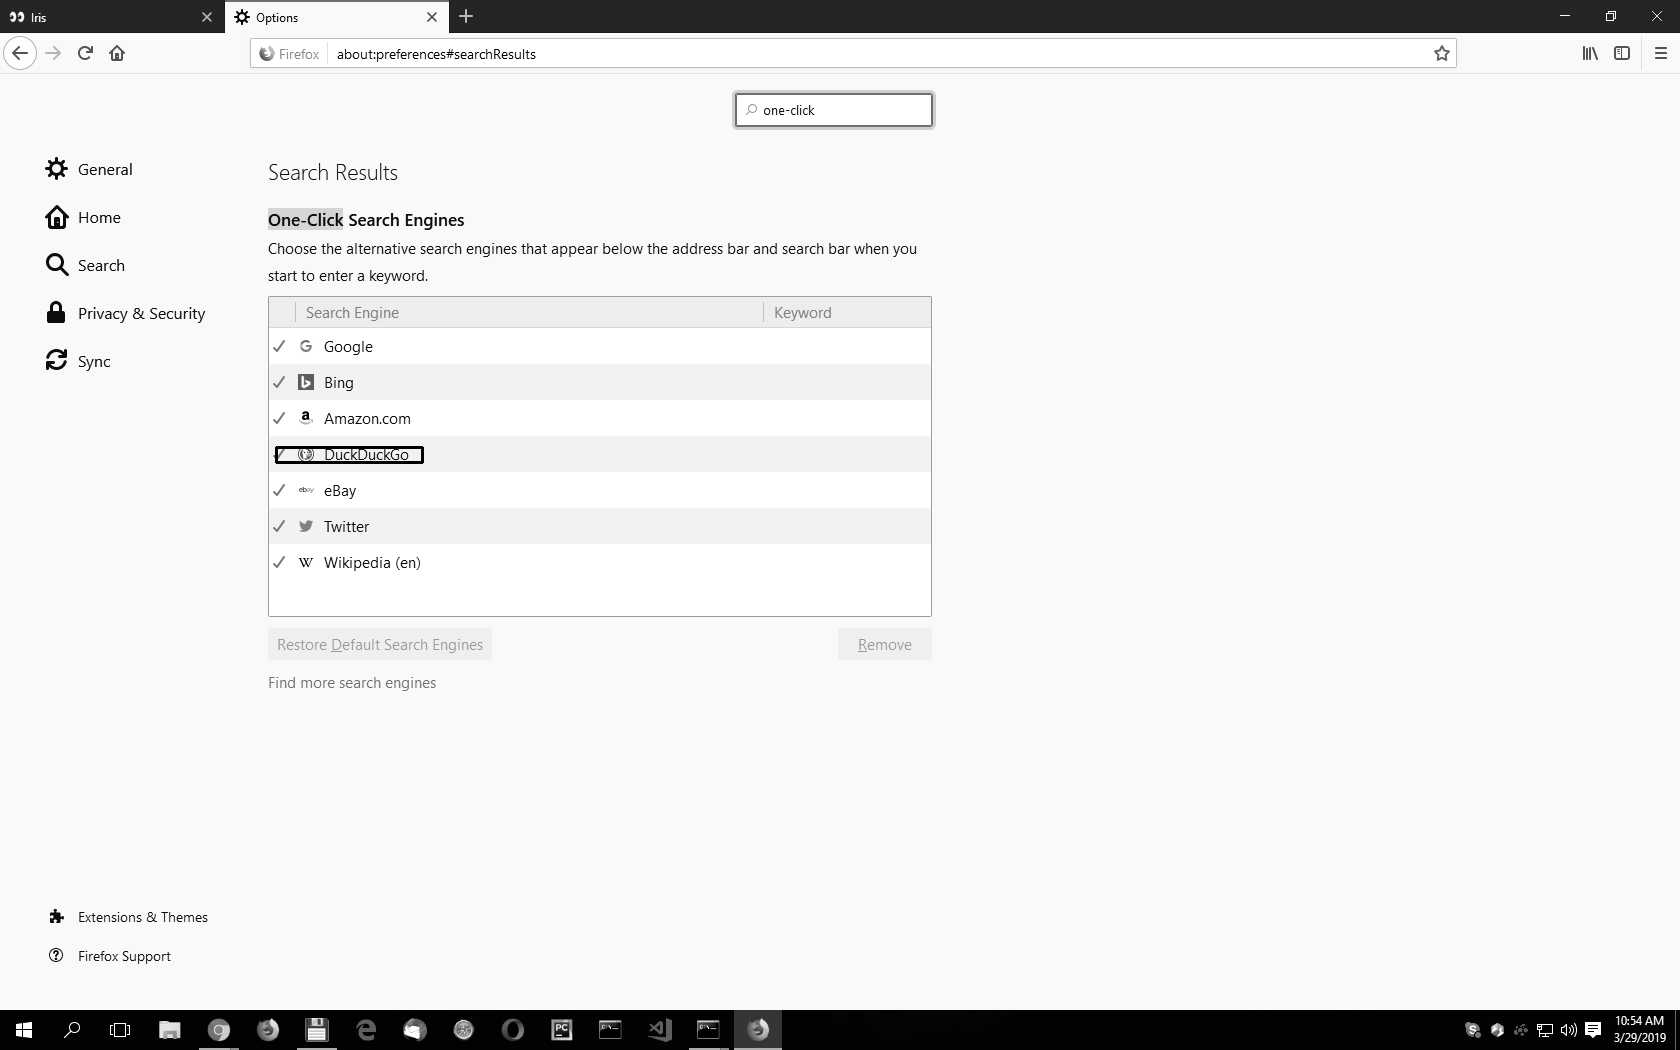 Iris
Options
Firefox
about:preferences#searchResults
one-click
General
Home
Search
Privacy & Security
Sync
Search Results
One-Click Search Engines
Choose the alternative search engines that appear below the address bar and search bar when you
start to enter a keyword.
Search Engine Keyword
Google
Bing
Amazon.com
DuckDuckGo
eBay
Twitter
Wikipedia (en)
Restore Default Search Engines
Remove
Find more search engines
Extensions & Themes
Firefox Support
10:54 AM
3/29/2019